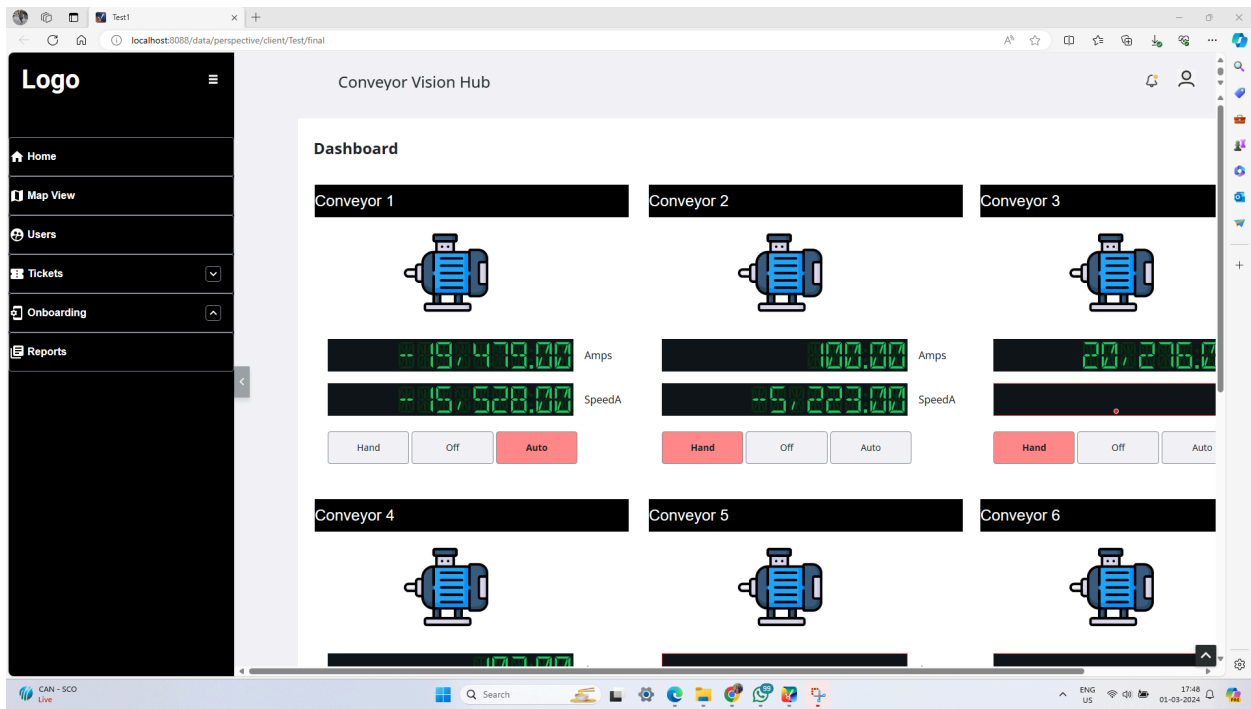 Test1
localhost:8088/data/perspective/client/Test/final
Logo
Conveyor Vision Hub
Home
Map View
Users
Tickets
Onboarding
Reports
Dashboard
Conveyor 1
Conveyor 2
Conveyor 3
-19,479.00 Amps
100.00 Amps
20,276.0
-15,528.00 SpeedA
-5,223.00 SpeedA
Hand Off Auto
Hand Off Auto
Hand Off Auto
Conveyor 4
Conveyor 5
Conveyor 6
CAN - SCO
Live
Search
99
ENG
US
17:48
01-03-2024